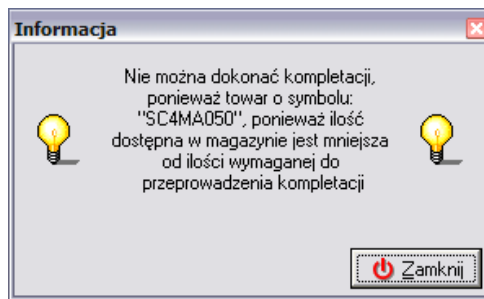 Informacja
Nie można dokonać kompletacji,
ponieważ towar o symbolu:
"SC4MA050", ponieważ ilość
dostępna w magazynie jest mniejsza
od ilości wymaganej do
przeprowadzenia kompletacji
Zamknij